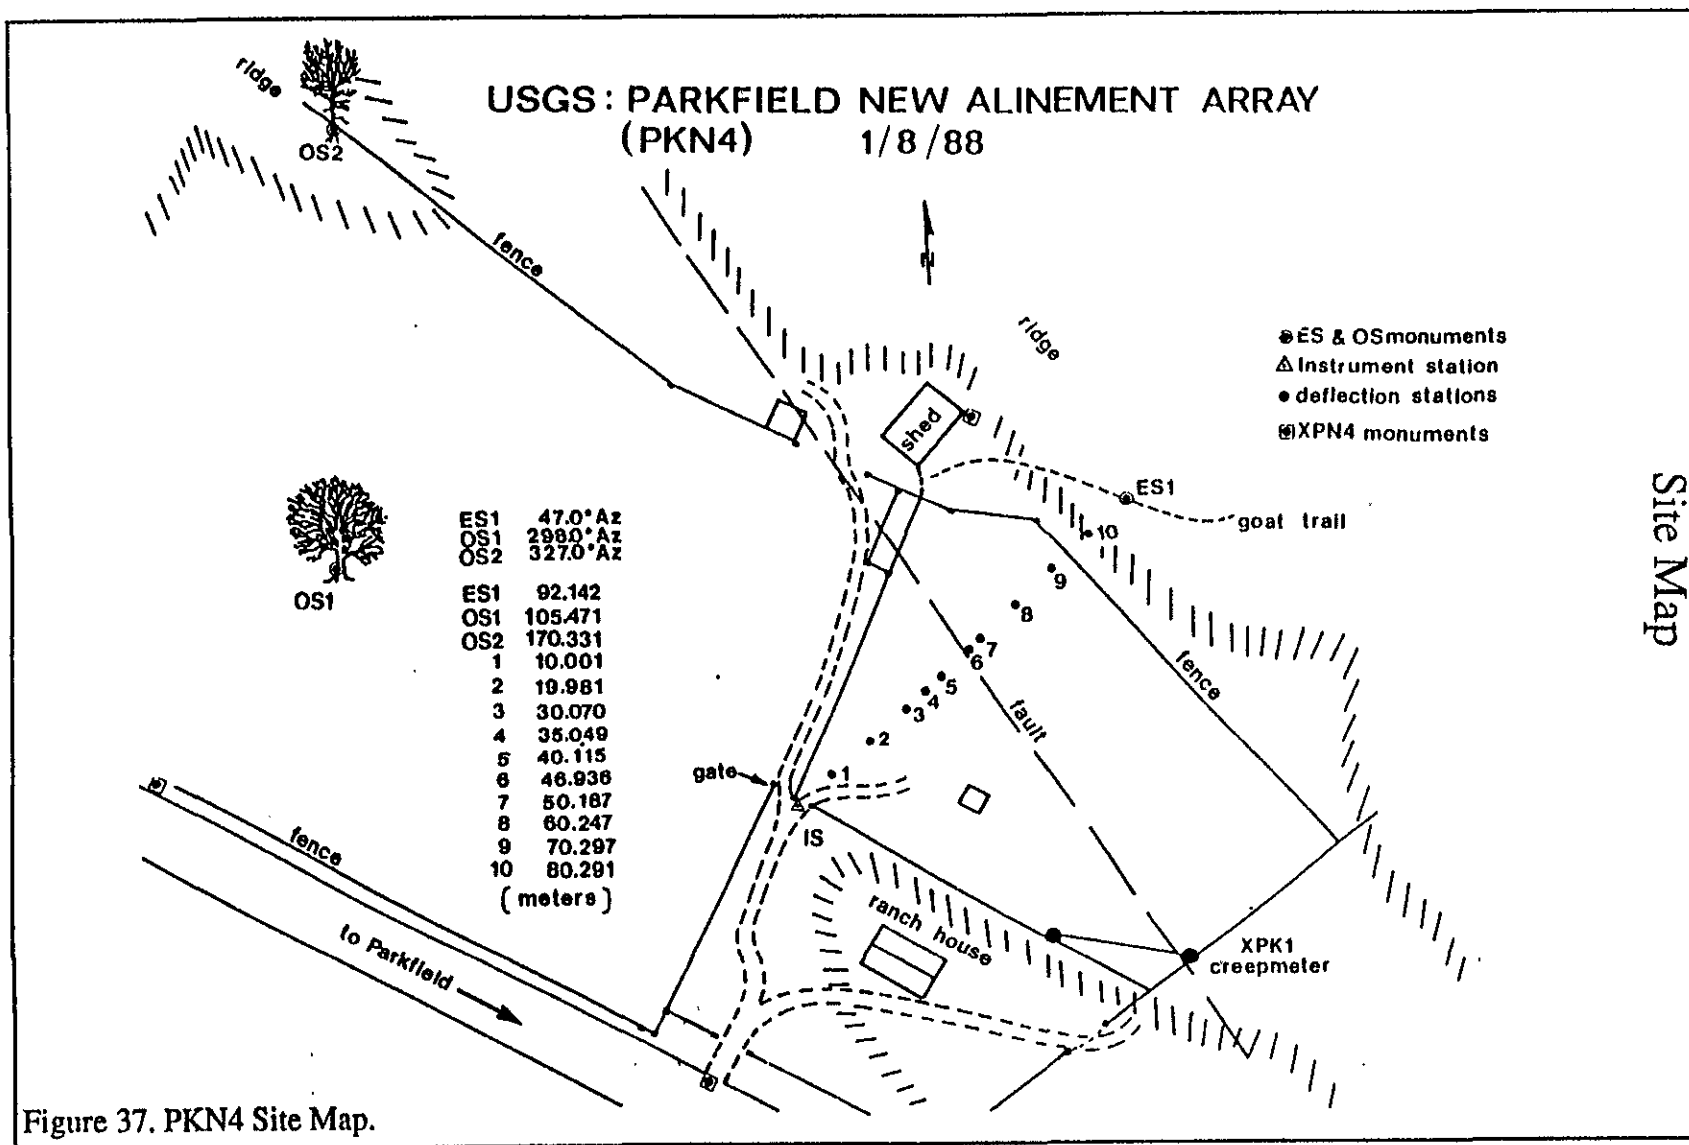 USGS: PARKFIELD NEW ALINEMENT ARRAY
(PKN4) 1/8/88
ridge
OS2
fence
N
ridge
ES & OS monuments
Instrument station
deflection stations
XPN4 monuments
shed
ES1
goat trail
10
9
8
7
6
5
4
3
2
1
OS1
ES1 47.0°Az
OS1 298.0°Az
OS2 327.0°Az
ES1 92.142
OS1 105.471
OS2 170.331
1 10.001
2 19.981
3 30.070
4 35.049
5 40.115
6 46.936
7 50.187
8 60.247
9 70.297
10 80.291
(meters)
fence
fault
gate
IS
fence
ranch house
to Parkfield
XPK1
creepmeter
Site Map
Figure 37. PKN4 Site Map.